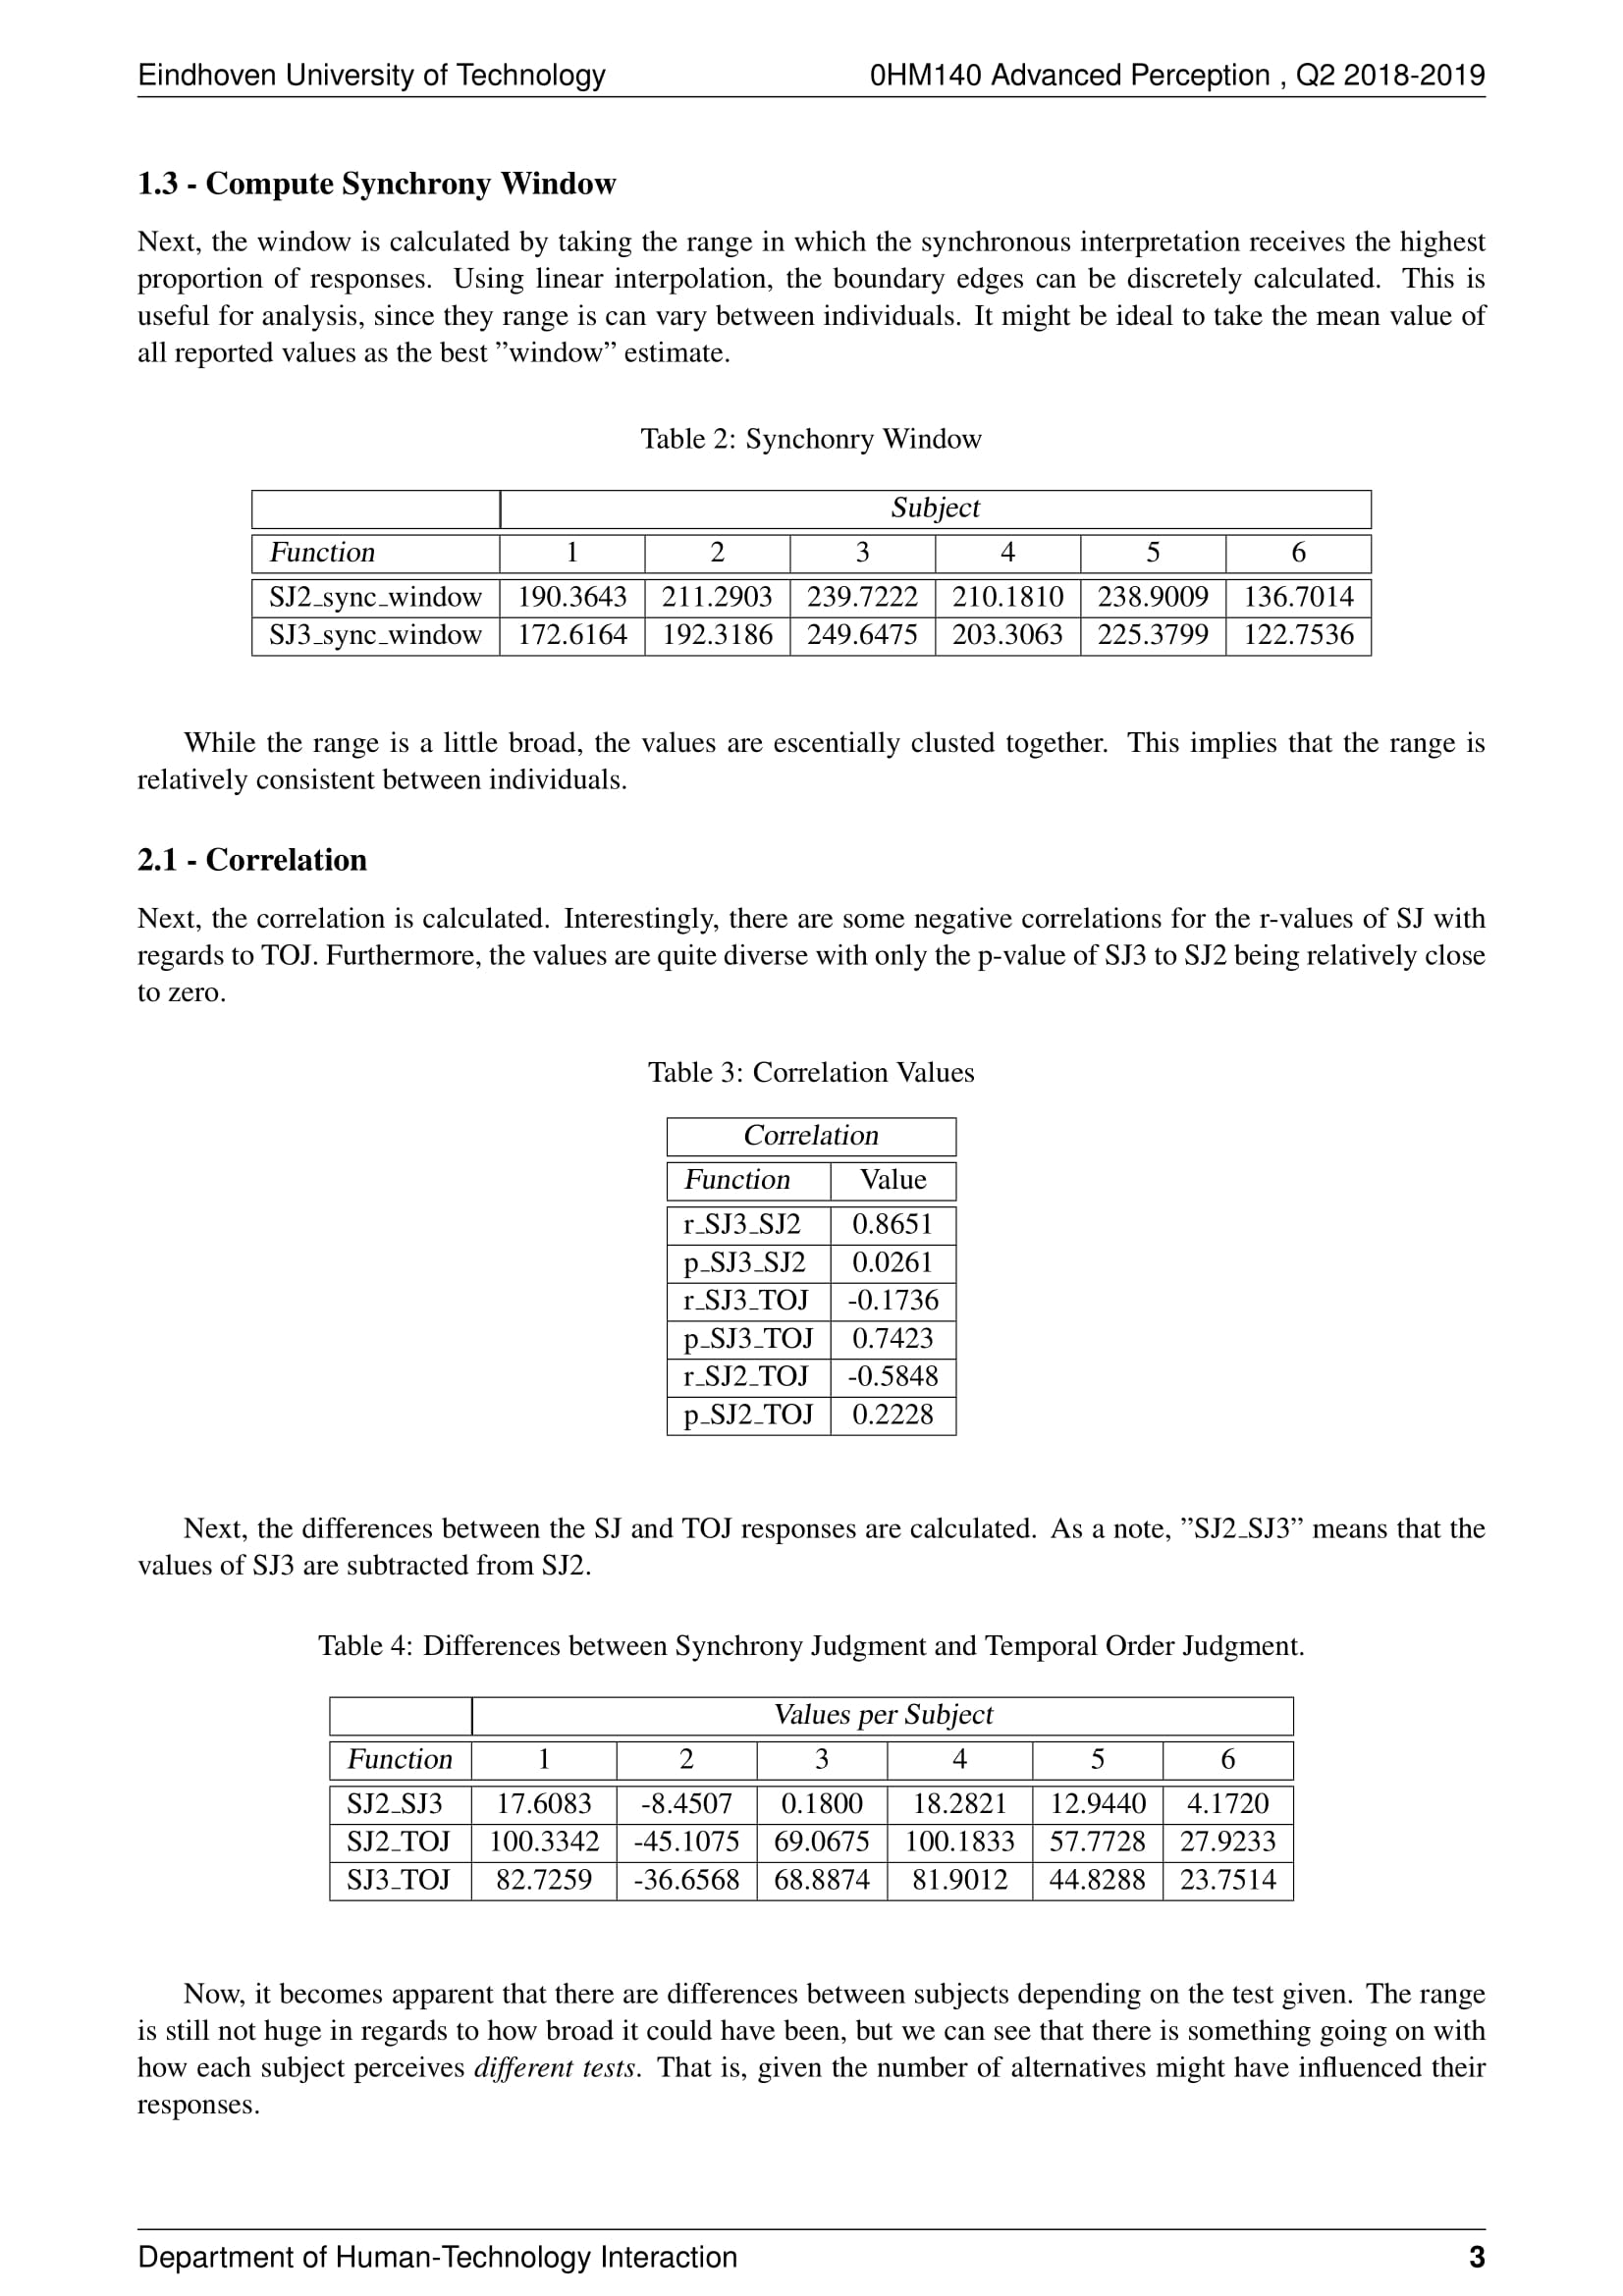 Eindhoven University of Technology 0HM140 Advanced Perception , Q2 2018-2019
1.3 - Compute Synchrony Window
Next, the window is calculated by taking the range in which the synchronous interpretation receives the highest
proportion of responses. Using linear interpolation, the boundary edges can be discretely calculated. This is
useful for analysis, since they range is can vary between individuals. It might be ideal to take the mean value of
all reported values as the best ”window” estimate.
Table 2: Synchonry Window
Subject
Function 1 2 3 4 5 6
SJ2_sync_window 190.3643 211.2903 239.7222 210.1810 238.9009 136.7014
SJ3_sync_window 172.6164 192.3186 249.6475 203.3063 225.3799 122.7536
While the range is a little broad, the values are escentially clusted together. This implies that the range is
relatively consistent between individuals.
2.1 - Correlation
Next, the correlation is calculated. Interestingly, there are some negative correlations for the r-values of SJ with
regards to TOJ. Furthermore, the values are quite diverse with only the p-value of SJ3 to SJ2 being relatively close
to zero.
Table 3: Correlation Values
Correlation
Function Value
r_SJ3_SJ2 0.8651
p_SJ3_SJ2 0.0261
r_SJ3_TOJ -0.1736
p_SJ3_TOJ 0.7423
r_SJ2_TOJ -0.5848
p_SJ2_TOJ 0.2228
Next, the differences between the SJ and TOJ responses are calculated. As a note, ”SJ2_SJ3” means that the
values of SJ3 are subtracted from SJ2.
Table 4: Differences between Synchrony Judgment and Temporal Order Judgment.
Values per Subject
Function 1 2 3 4 5 6
SJ2_SJ3 17.6083 -8.4507 0.1800 18.2821 12.9440 4.1720
SJ2_TOJ 100.3342 -45.1075 69.0675 100.1833 57.7728 27.9233
SJ3_TOJ 82.7259 -36.6568 68.8874 81.9012 44.8288 23.7514
Now, it becomes apparent that there are differences between subjects depending on the test given. The range
is still not huge in regards to how broad it could have been, but we can see that there is something going on with
how each subject perceives different tests. That is, given the number of alternatives might have influenced their
responses.
Department of Human-Technology Interaction 3